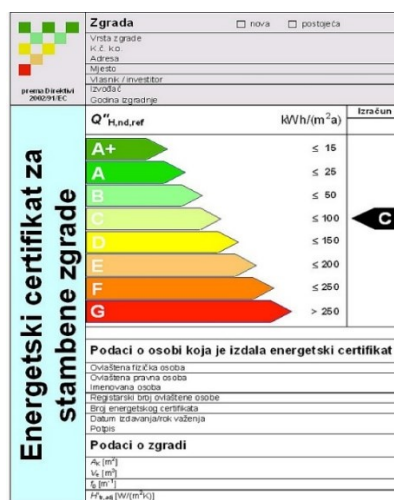 Zgrada
nova
postojeća
Vrsta zgrade
K.č. k.o.
Adresa
Mjesto
Vlasnik / investitor
Izvođač
Godina izgradnje
prema Direktivi
2002/91/EC
Energetski certifikat za
stambene zgrade
Q"H,nd,ref
kWh/(m²a)
Izračun
A+ ≤ 15
A ≤ 25
B ≤ 50
C ≤ 100
C
D ≤ 150
E ≤ 200
F ≤ 250
G > 250
Podaci o osobi koja je izdala energetski certifikat
Ovlaštena fizička osoba
Ovlaštena pravna osoba
Imenovana osoba
Registarski broj ovlaštene osobe
Broj energetskog certifikata
Datum izdavanja/rok važenja
Potpis
Podaci o zgradi
AK [m²]
Ve [m³]
f0 [m⁻¹]
H'tr,adj [W/(m²K)]